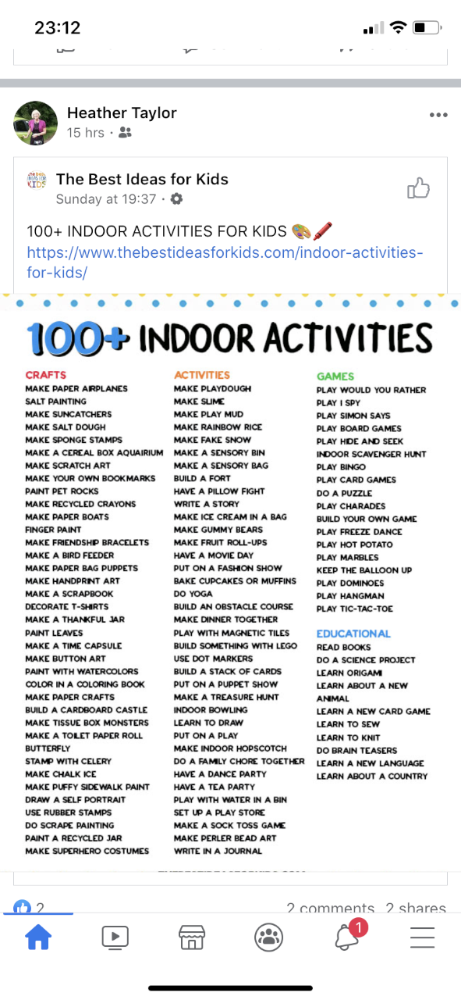 23:12
Heather Taylor
15 hrs ·
The Best Ideas for Kids
Sunday at 19:37 ·
100+ INDOOR ACTIVITIES FOR KIDS
https://www.thebestideasforkids.com/indoor-activities-
for-kids/
100+ INDOOR ACTIVITIES
CRAFTS
MAKE PAPER AIRPLANES
SALT PAINTING
MAKE SUNCATCHERS
MAKE SALT DOUGH
MAKE SPONGE STAMPS
MAKE A CEREAL BOX AQUAIRIUM
MAKE SCRATCH ART
MAKE YOUR OWN BOOKMARKS
PAINT PET ROCKS
MAKE RECYCLED CRAYONS
MAKE PAPER BOATS
FINGER PAINT
MAKE FRIENDSHIP BRACELETS
MAKE A BIRD FEEDER
MAKE PAPER BAG PUPPETS
MAKE HANDPRINT ART
MAKE A SCRAPBOOK
DECORATE T-SHIRTS
MAKE A THANKFUL JAR
PAINT LEAVES
MAKE A TIME CAPSULE
MAKE BUTTON ART
PAINT WITH WATERCOLORS
COLOR IN A COLORING BOOK
MAKE PAPER CRAFTS
BUILD A CARDBOARD CASTLE
MAKE TISSUE BOX MONSTERS
MAKE A TOILET PAPER ROLL
BUTTERFLY
STAMP WITH CELERY
MAKE CHALK ICE
MAKE PUFFY SIDEWALK PAINT
DRAW A SELF PORTRAIT
USE RUBBER STAMPS
DO SCRAPE PAINTING
PAINT A RECYCLED JAR
MAKE SUPERHERO COSTUMES
ACTIVITIES
MAKE PLAYDOUGH
MAKE SLIME
MAKE PLAY MUD
MAKE RAINBOW RICE
MAKE FAKE SNOW
MAKE A SENSORY BIN
MAKE A SENSORY BAG
BUILD A FORT
HAVE A PILLOW FIGHT
WRITE A STORY
MAKE ICE CREAM IN A BAG
MAKE GUMMY BEARS
MAKE FRUIT ROLL-UPS
HAVE A MOVIE DAY
PUT ON A FASHION SHOW
BAKE CUPCAKES OR MUFFINS
DO YOGA
BUILD AN OBSTACLE COURSE
MAKE DINNER TOGETHER
PLAY WITH MAGNETIC TILES
BUILD SOMETHING WITH LEGO
USE DOT MARKERS
BUILD A STACK OF CARDS
PUT ON A PUPPET SHOW
MAKE A TREASURE HUNT
INDOOR BOWLING
LEARN TO DRAW
PUT ON A PLAY
MAKE INDOOR HOPSCOTCH
DO A FAMILY CHORE TOGETHER
HAVE A DANCE PARTY
HAVE A TEA PARTY
PLAY WITH WATER IN A BIN
SET UP A PLAY STORE
MAKE A SOCK TOSS GAME
MAKE PERLER BEAD ART
WRITE IN A JOURNAL
GAMES
PLAY WOULD YOU RATHER
PLAY I SPY
PLAY SIMON SAYS
PLAY BOARD GAMES
PLAY HIDE AND SEEK
INDOOR SCAVENGER HUNT
PLAY BINGO
PLAY CARD GAMES
DO A PUZZLE
PLAY CHARADES
BUILD YOUR OWN GAME
PLAY FREEZE DANCE
PLAY HOT POTATO
PLAY MARBLES
KEEP THE BALLOON UP
PLAY DOMINOES
PLAY HANGMAN
PLAY TIC-TAC-TOE
EDUCATIONAL
READ BOOKS
DO A SCIENCE PROJECT
LEARN ORIGAMI
LEARN ABOUT A NEW
ANIMAL
LEARN A NEW CARD GAME
LEARN TO SEW
LEARN TO KNIT
DO BRAIN TEASERS
LEARN A NEW LANGUAGE
LEARN ABOUT A COUNTRY
2
2 comments 2 shares
1